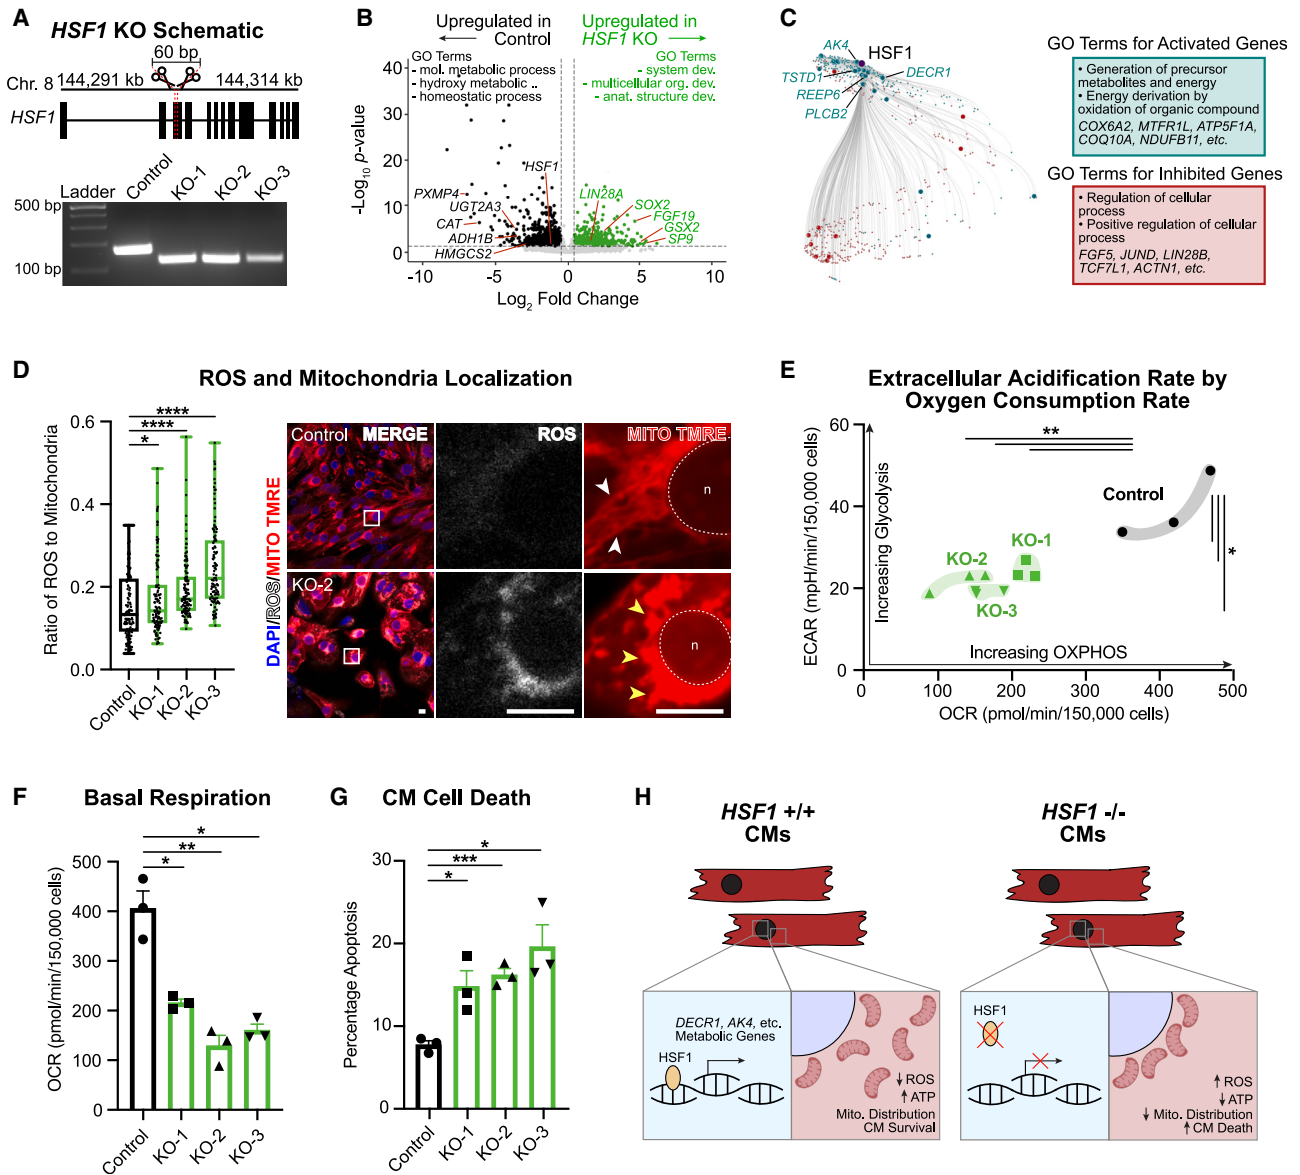 A
HSF1 KO Schematic
60 bp
Chr. 8
144,291 kb
144,314 kb
HSF1
Ladder
Control
KO-1
KO-2
KO-3
500 bp
100 bp
B
Upregulated in
Control
Upregulated in
HSF1 KO
GO Terms
- mol. metabolic process
- hydroxy metabolic ..
- homeostatic process
GO Terms
- system dev.
- multicellular org. dev.
- anat. structure dev.
-Log10 p-value
40
30
20
10
1
0
HSF1
PXMP4
UGT2A3
CAT
ADH1B
HMGCS2
LIN28A
SOX2
FGF19
GSX2
SP9
-10
-5
0
5
10
Log2 Fold Change
C
AK4
HSF1
TSTD1
DECR1
REEP6
PLCB2
GO Terms for Activated Genes
• Generation of precursor
metabolites and energy
• Energy derivation by
oxidation of organic compound
COX6A2, MTFR1L, ATP5F1A,
COQ10A, NDUFB11, etc.
GO Terms for Inhibited Genes
• Regulation of cellular
process
• Positive regulation of cellular
process
FGF5, JUND, LIN28B,
TCF7L1, ACTN1, etc.
D
ROS and Mitochondria Localization
Ratio of ROS to Mitochondria
0.6
0.4
0.2
0.0
****
****
*
Control
KO-1
KO-2
KO-3
DAPI/ROS/MITO TMRE
Control
MERGE
ROS
MITO TMRE
n
KO-2
n
E
Extracellular Acidification Rate by
Oxygen Consumption Rate
ECAR (mpH/min/150,000 cells)
60
40
20
0
Increasing Glycolysis
**
Control
*
KO-1
KO-2
KO-3
Increasing OXPHOS
100
200
300
400
500
OCR (pmol/min/150,000 cells)
F
Basal Respiration
OCR (pmol/min/150,000 cells)
500
400
300
200
100
0
*
**
*
Control
KO-1
KO-2
KO-3
G
CM Cell Death
Percentage Apoptosis
30
20
10
0
*
***
*
Control
KO-1
KO-2
KO-3
H
HSF1 +/+
CMs
HSF1 -/-
CMs
DECR1, AK4, etc.
Metabolic Genes
HSF1
↓ ROS
↑ ATP
Mito. Distribution
CM Survival
HSF1
↑ ROS
↓ ATP
↓ Mito. Distribution
↑ CM Death